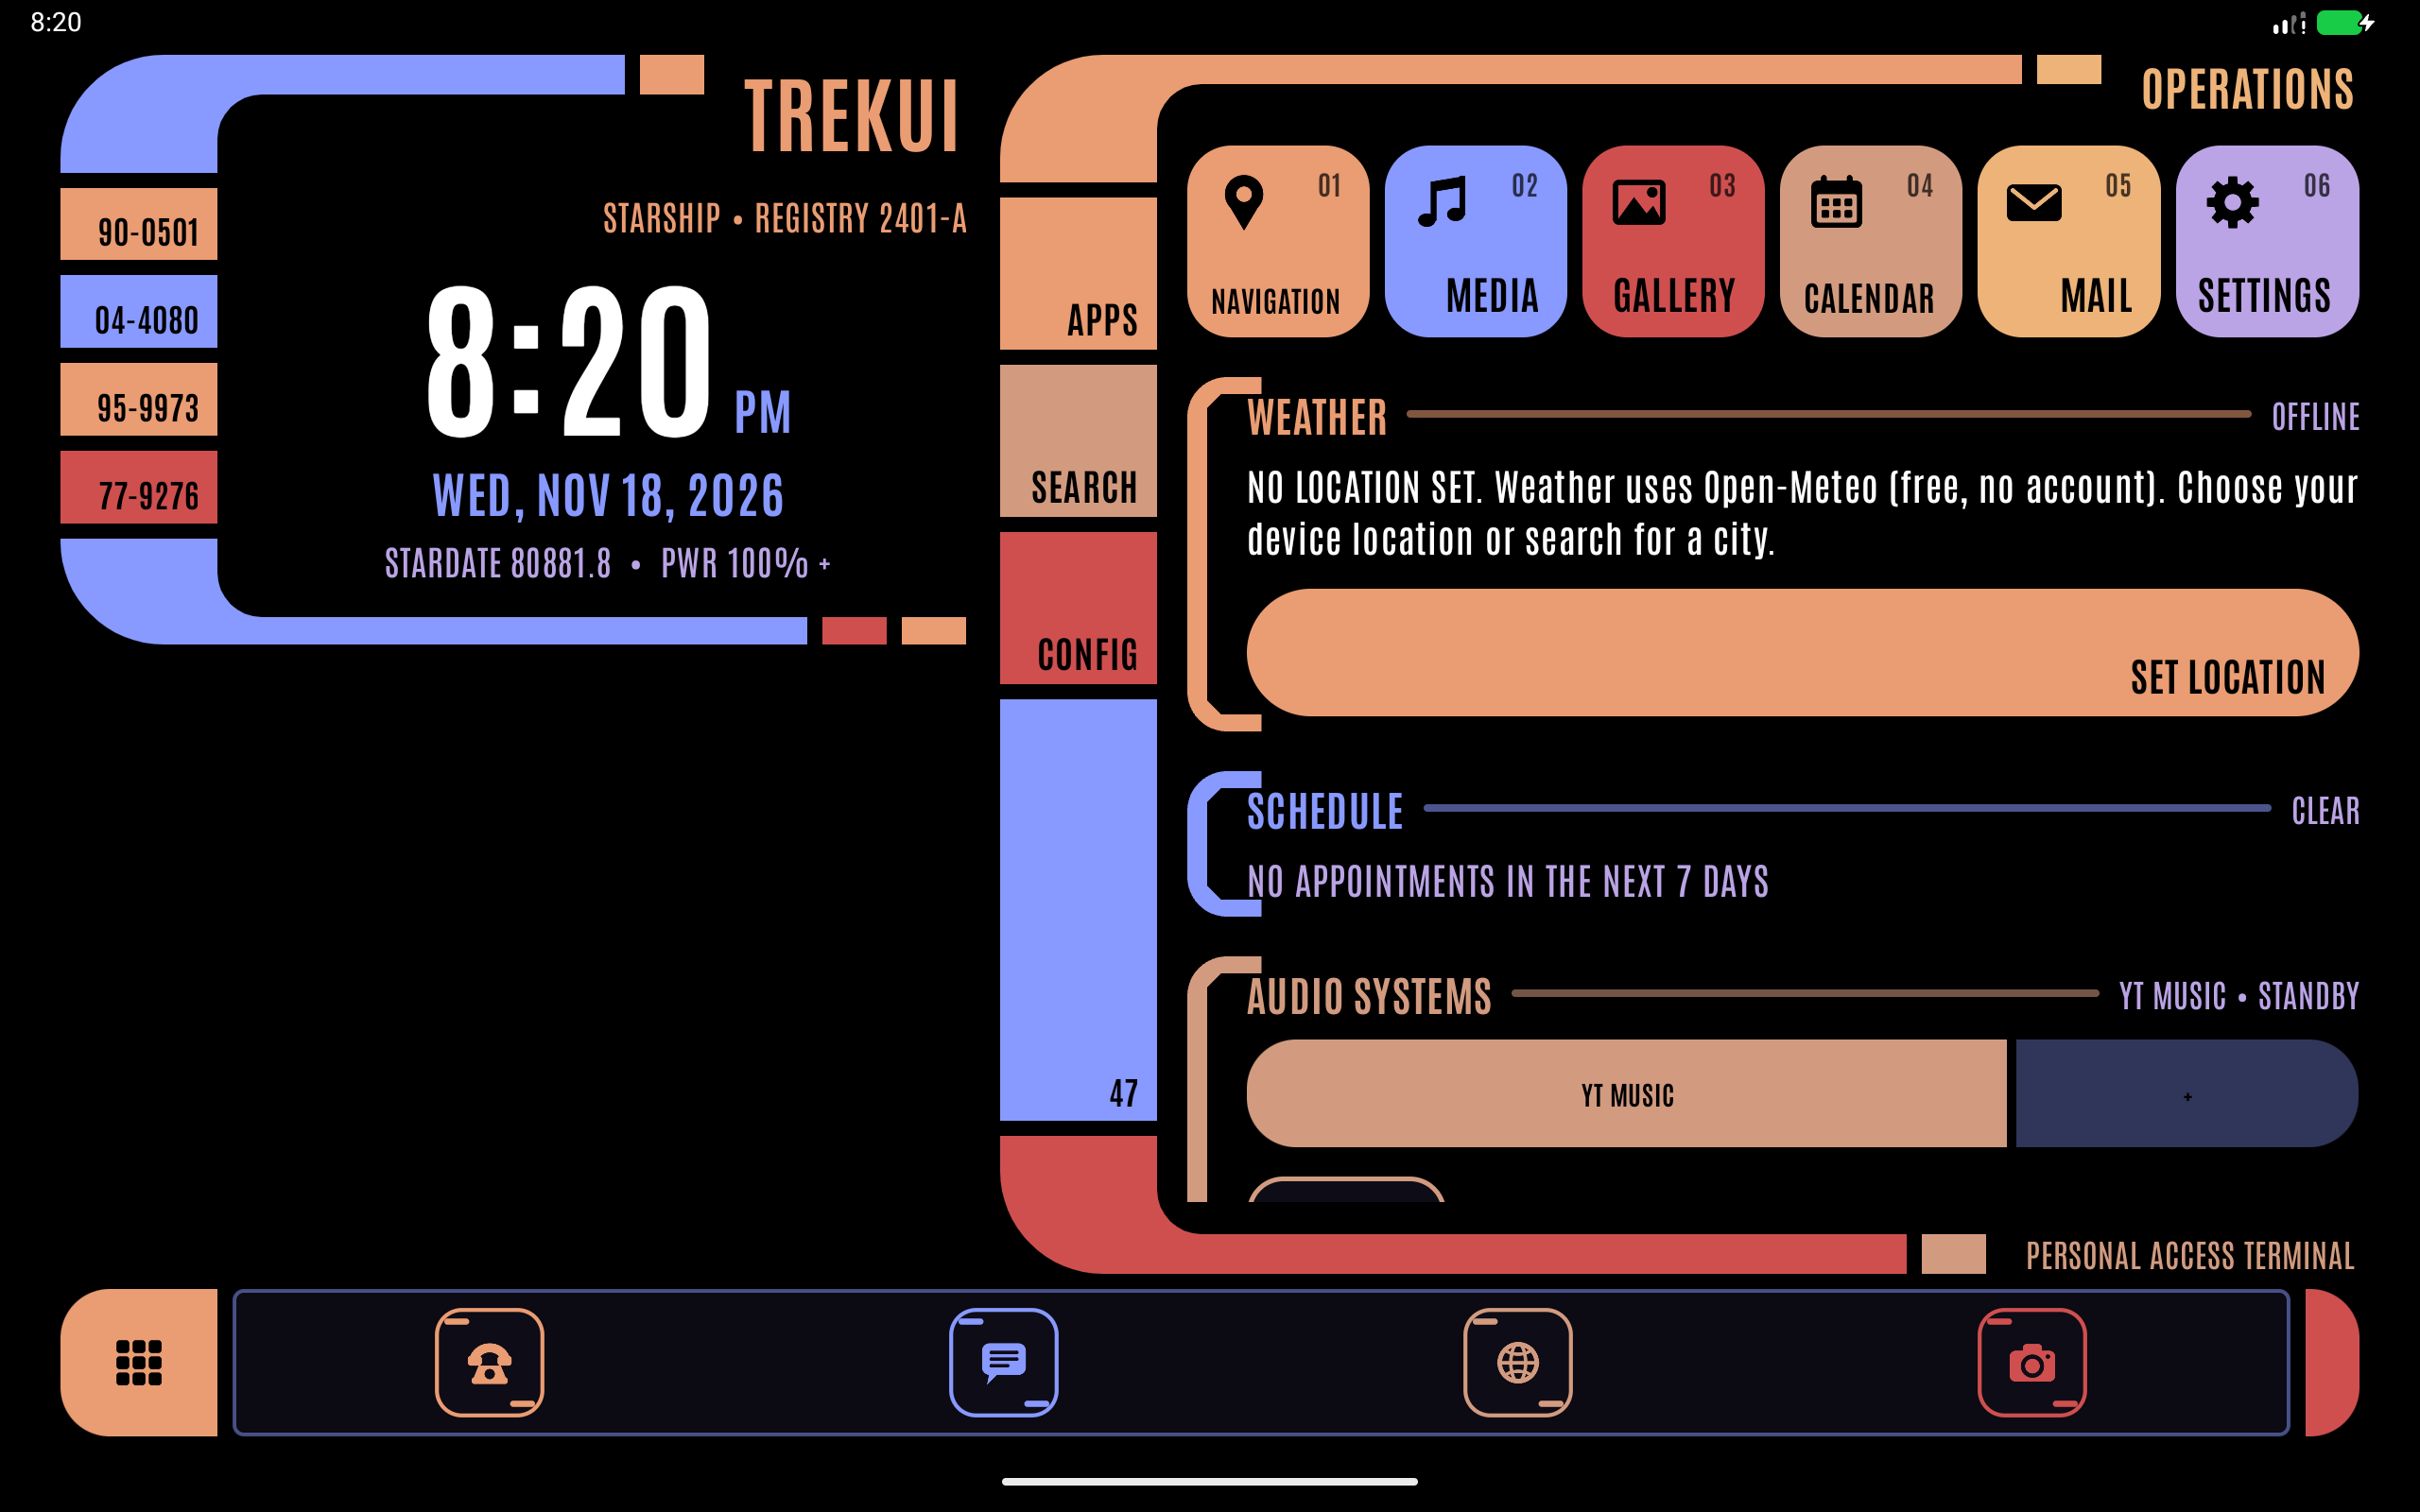 8:20
TREKUI
STARSHIP • REGISTRY 2401-A
90-0501
04-4080
95-9973
77-9276
8:20 PM
WED, NOV 18, 2026
STARDATE 80881.8 • PWR 100% +
OPERATIONS
APPS
SEARCH
CONFIG
47
01
NAVIGATION
02
MEDIA
03
GALLERY
04
CALENDAR
05
MAIL
06
SETTINGS
WEATHER OFFLINE
NO LOCATION SET. Weather uses Open-Meteo (free, no account). Choose your
device location or search for a city.
SET LOCATION
SCHEDULE CLEAR
NO APPOINTMENTS IN THE NEXT 7 DAYS
AUDIO SYSTEMS YT MUSIC • STANDBY
YT MUSIC +
PERSONAL ACCESS TERMINAL